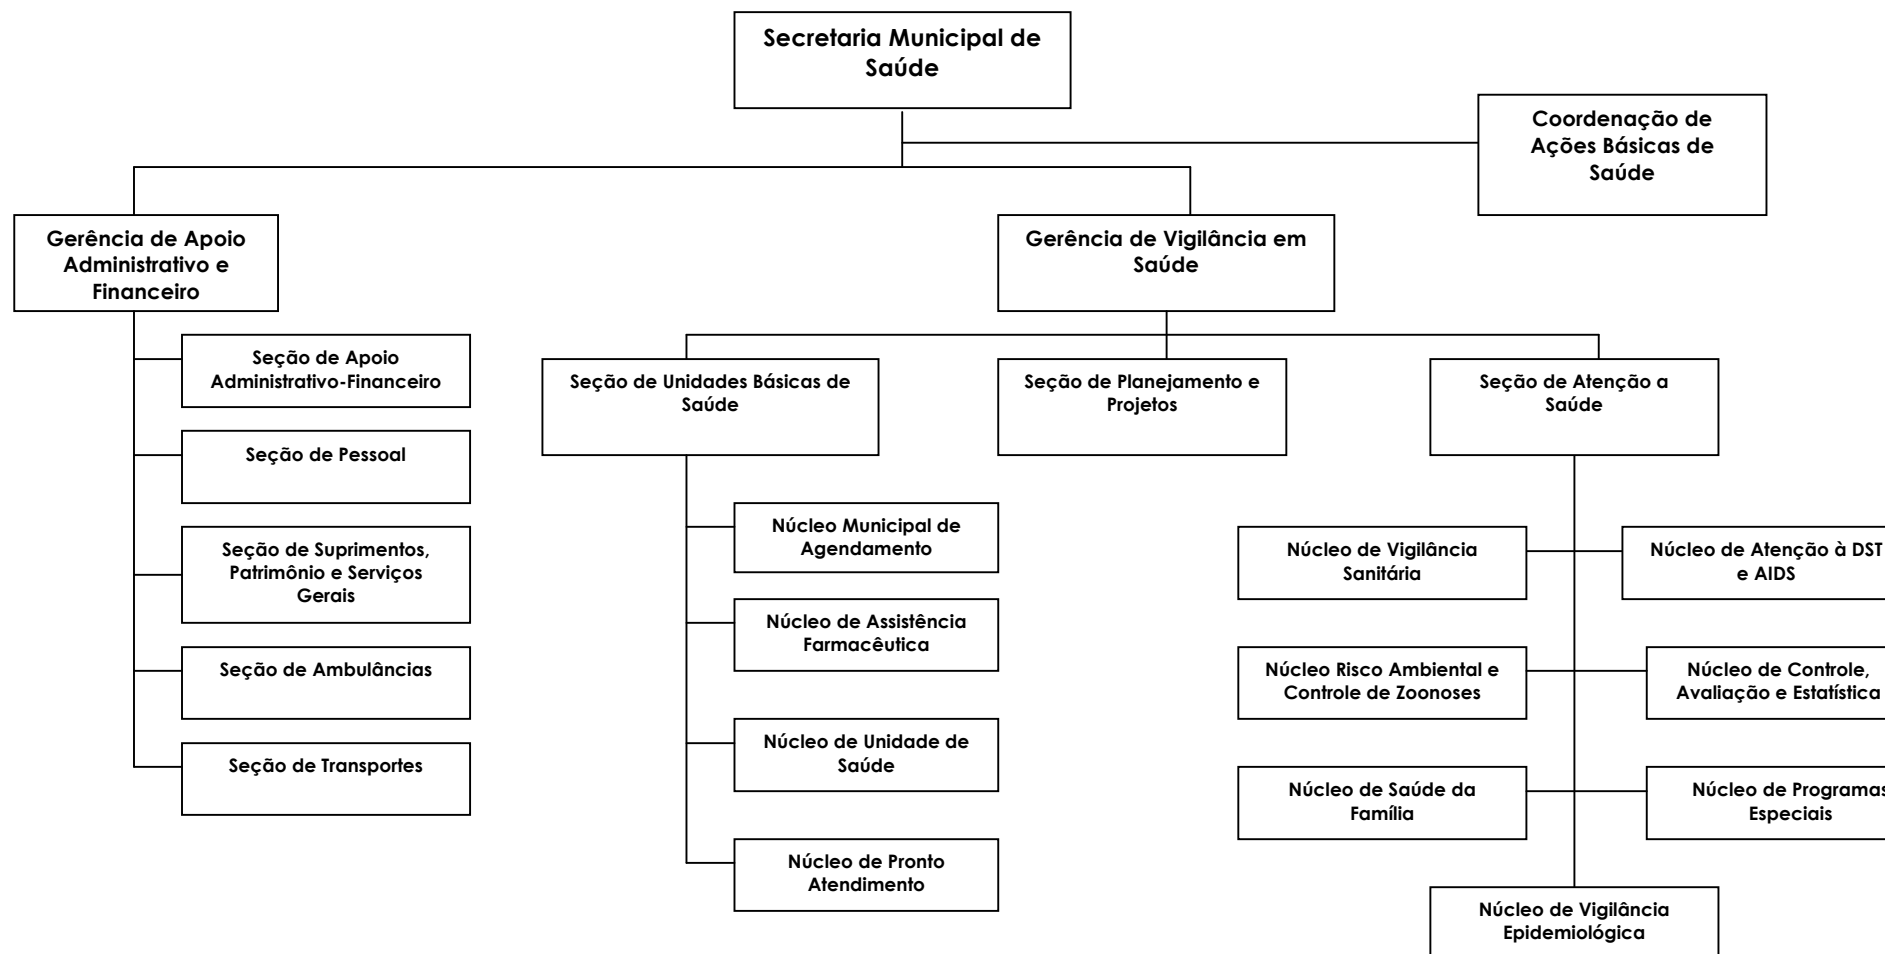 Secretaria Municipal de
Saúde
Coordenação de
Ações Básicas de
Saúde
Gerência de Apoio
Administrativo e
Financeiro
Gerência de Vigilância em
Saúde
Seção de Apoio
Administrativo-Financeiro
Seção de Pessoal
Seção de Suprimentos,
Patrimônio e Serviços
Gerais
Seção de Ambulâncias
Seção de Transportes
Seção de Unidades Básicas de
Saúde
Seção de Planejamento e
Projetos
Seção de Atenção a
Saúde
Núcleo Municipal de
Agendamento
Núcleo de Assistência
Farmacêutica
Núcleo de Unidade de
Saúde
Núcleo de Pronto
Atendimento
Núcleo de Vigilância
Sanitária
Núcleo de Atenção à DST
e AIDS
Núcleo Risco Ambiental e
Controle de Zoonoses
Núcleo de Controle,
Avaliação e Estatística
Núcleo de Saúde da
Família
Núcleo de Programas
Especiais
Núcleo de Vigilância
Epidemiológica